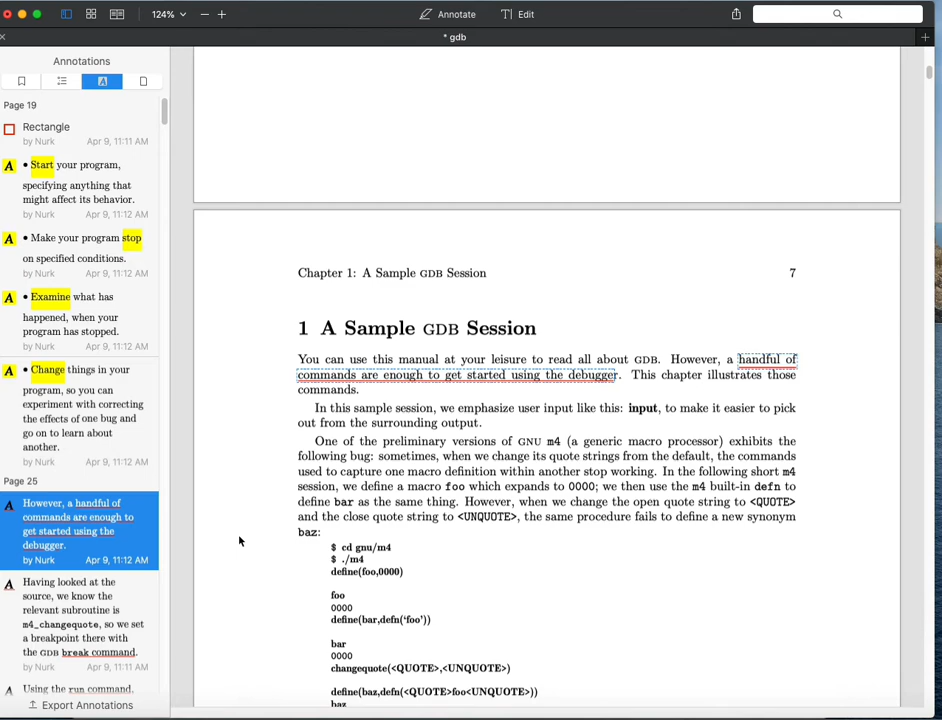 124%
Annotate
Edit
* gdb
Annotations
Page 19
Rectangle
by Nurk Apr 9, 11:11 AM
• Start your program,
specifying anything that
might affect its behavior.
by Nurk Apr 9, 11:12 AM
• Make your program stop
on specified conditions.
by Nurk Apr 9, 11:12 AM
• Examine what has
happened, when your
program has stopped.
by Nurk Apr 9, 11:12 AM
• Change things in your
program, so you can
experiment with correcting
the effects of one bug and
go on to learn about
another.
by Nurk Apr 9, 11:12 AM
Page 25
However, a handful of
commands are enough to
get started using the
debugger.
by Nurk Apr 9, 11:12 AM
Having looked at the
source, we know the
relevant subroutine is
m4_changequote, so we set
a breakpoint there with
the GDB break command.
by Nurk Apr 9, 11:11 AM
Using the run command,
Export Annotations
Chapter 1: A Sample GDB Session 7
1 A Sample GDB Session
You can use this manual at your leisure to read all about GDB. However, a handful of
commands are enough to get started using the debugger. This chapter illustrates those
commands.
In this sample session, we emphasize user input like this: input, to make it easier to pick
out from the surrounding output.
One of the preliminary versions of GNU m4 (a generic macro processor) exhibits the
following bug: sometimes, when we change its quote strings from the default, the commands
used to capture one macro definition within another stop working. In the following short m4
session, we define a macro foo which expands to 0000; we then use the m4 built-in defn to
define bar as the same thing. However, when we change the open quote string to <QUOTE>
and the close quote string to <UNQUOTE>, the same procedure fails to define a new synonym
baz:
$ cd gnu/m4
$ ./m4
define(foo,0000)
foo
0000
define(bar,defn(‘foo’))
bar
0000
changequote(<QUOTE>,<UNQUOTE>)
define(baz,defn(<QUOTE>foo<UNQUOTE>))
baz